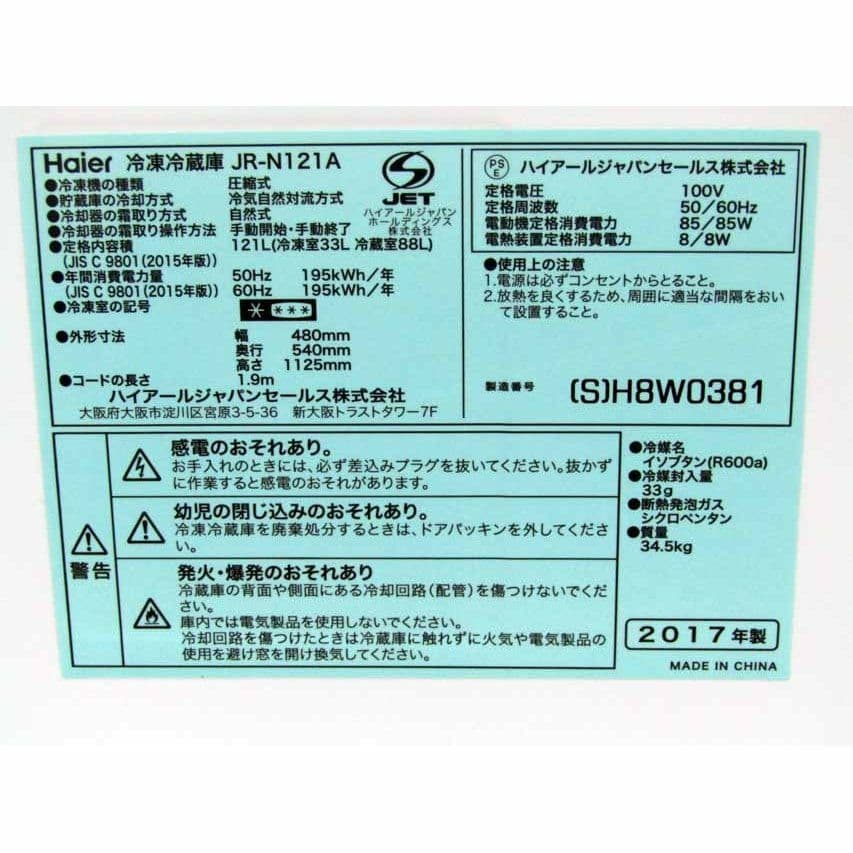 Haier 冷凍冷蔵庫 JR-N121A
●冷凍機の種類 圧縮式
●貯蔵庫の冷却方式 冷気自然対流方式
●冷却器の霜取り方式 自然式
●冷却器の霜取り操作方法 手動開始・手動終了
●定格内容積 121L(冷凍室33L 冷蔵室88L)
(JIS C 9801(2015年版))
●年間消費電力量 50Hz 195kWh/年
(JIS C 9801(2015年版)) 60Hz 195kWh/年
●冷凍室の記号 * ***
●外形寸法 幅 480mm
奥行 540mm
高さ 1125mm
●コードの長さ 1.9m
ハイアールジャパンセールス株式会社
大阪府大阪市淀川区宮原3-5-36 新大阪トラストタワー7F
S
JET
ハイアールジャパン
ホールディングス
株式会社
PSE ハイアールジャパンセールス株式会社
定格電圧 100V
定格周波数 50/60Hz
電動機定格消費電力 85/85W
電熱装置定格消費電力 8/8W
●使用上の注意
1.電源は必ずコンセントからとること。
2.放熱を良くするため、周囲に適当な間隔をおい
て設置すること。
製造番号 (S)H8W0381
警告
感電のおそれあり。
お手入れのときには、必ず差込みプラグを抜いてください。抜かず
に作業すると感電のおそれがあります。
幼児の閉じ込みのおそれあり。
冷凍冷蔵庫を廃棄処分するときは、ドアパッキンを外してくださ
い。
発火・爆発のおそれあり
冷蔵庫の背面や側面にある冷却回路(配管)を傷つけないでくだ
さい。
庫内では電気製品を使用しないでください。
冷却回路を傷つけたときは冷蔵庫に触れずに火気や電気製品の
使用を避け窓を開け換気してください。
●冷媒名
イソブタン(R600a)
●冷媒封入量
33g
●断熱発泡ガス
シクロペンタン
●質量
34.5kg
2017年製
MADE IN CHINA